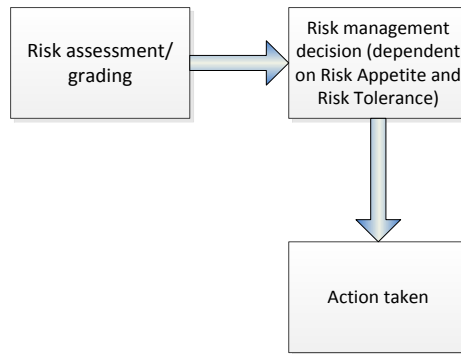 Risk assessment/
grading
Risk management
decision (dependent
on Risk Appetite and
Risk Tolerance)
Action taken